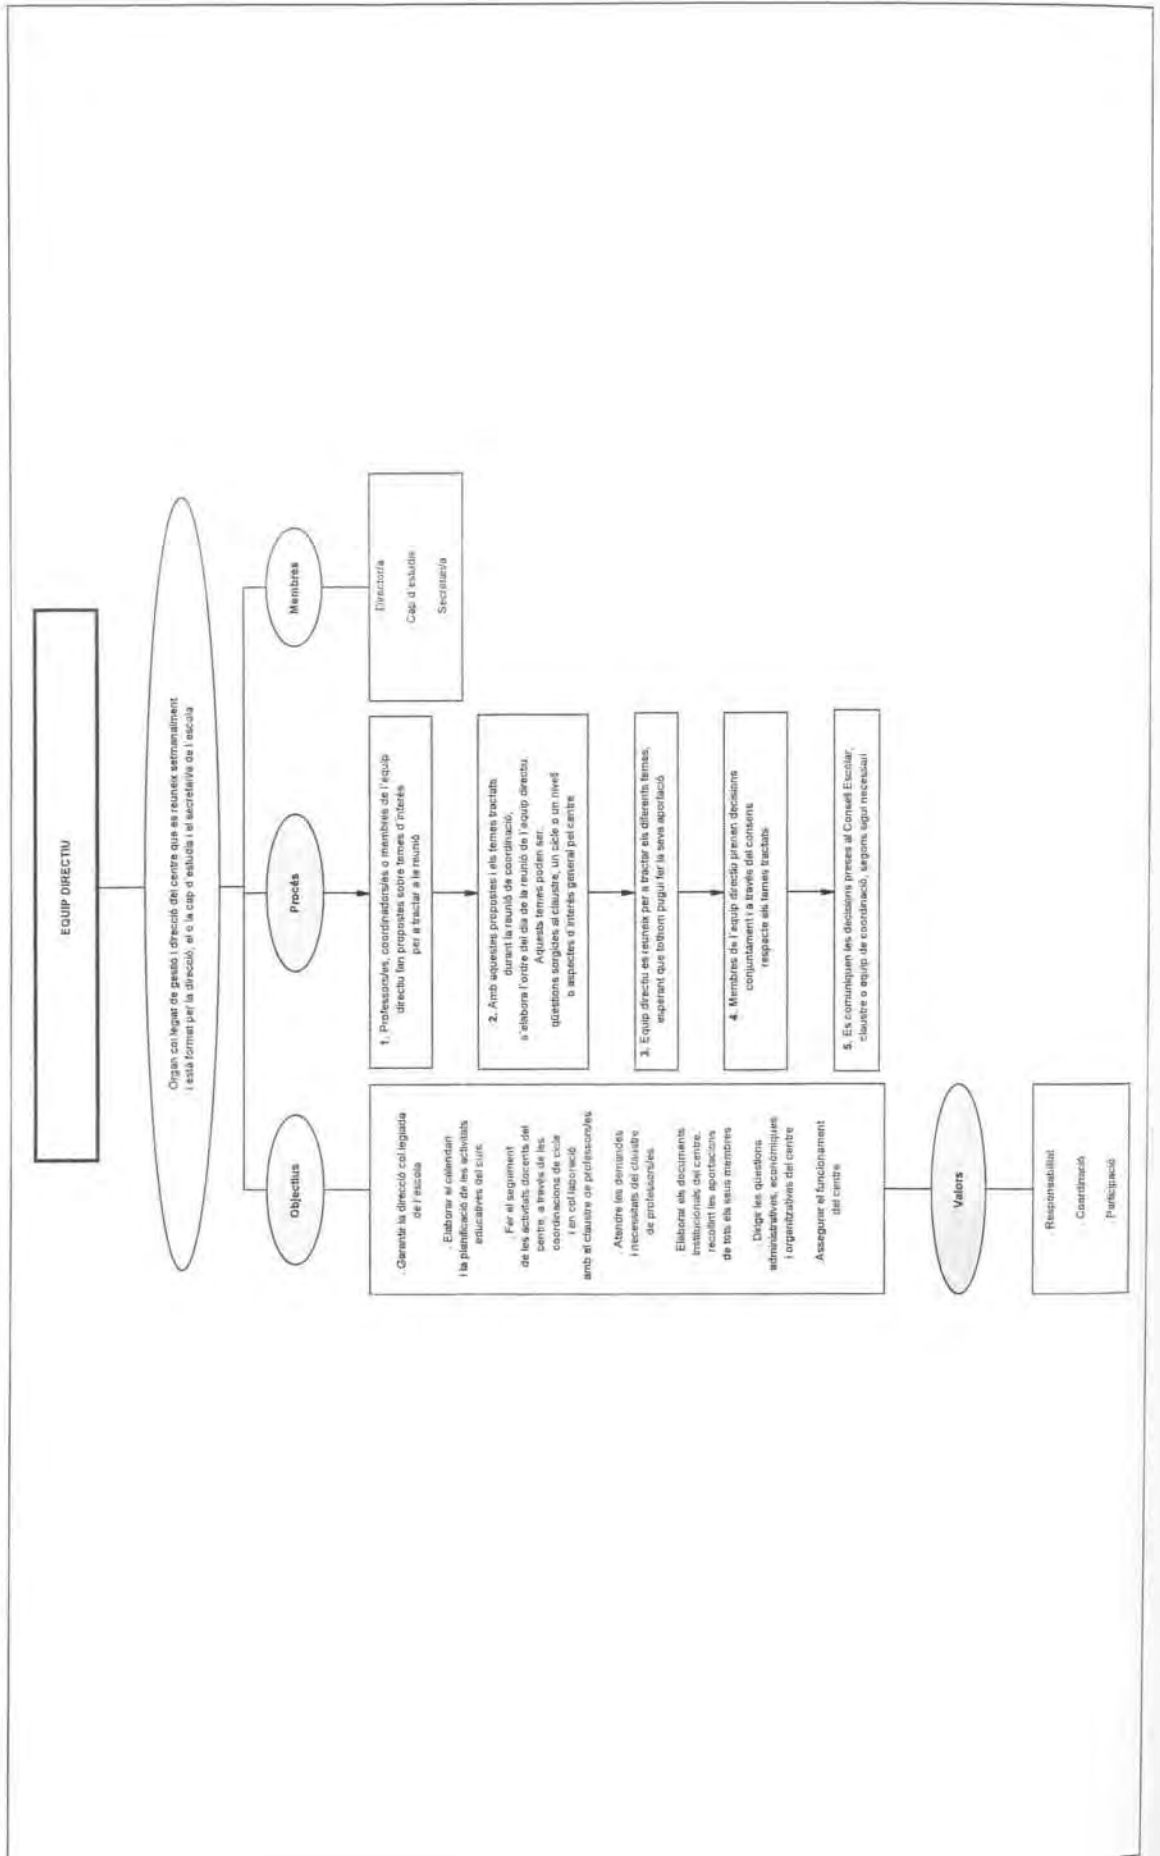 EQUIP DIRECTIU
Organ col.legiat de gestió i direcció del centre que es reuneix setmanalment
i està format per la direcció, el o la cap d'estudis i el secretari/a de l'escola
Objectius
. Garantir la direcció col.legiada
de l'escola
. Elaborar el calendari
i la planificació de les activitats
educatives del curs.
. Fer el seguiment
de les activitats docents del
centre, a través de les
coordinacions de cicle
i en col.laboració
amb el claustre de professors/es
. Atendre les demandes
i necessitats del claustre
de professors/es.
. Elaborar els documents
institucionals del centre,
recollint les aportacions
de tots els seus membres
. Dirigir les qüestions
administratives, econòmiques
i organitzatives del centre
. Assegurar el funcionament
del centre
Valors
. Responsabilitat
. Coordinació
. Participació
Procés
1. Professors/es, coordinadors/es o membres de l'equip
directiu fan propostes sobre temes d'interès
per a tractar a la reunió
2. Amb aquestes propostes i els temes tractats
durant la reunió de coordinació,
s'elabora l'ordre del dia de la reunió de l'equip directiu.
Aquests temes poden ser:
qüestions sorgides al claustre, un cicle o un nivell
o aspectes d'interès general pel centre
3. Equip directiu es reuneix per a tractar els diferents temes,
esperant que tothom pugui fer la seva aportació
4. Membres de l'equip directiu prenen decisions
conjuntament i a través del consens
respecte els temes tractats
5. Es comuniquen les decisions preses al Consell Escolar,
claustre o equip de coordinació, segons sigui necessari
Membres
Director/a
Cap d'estudis
Secretari/a